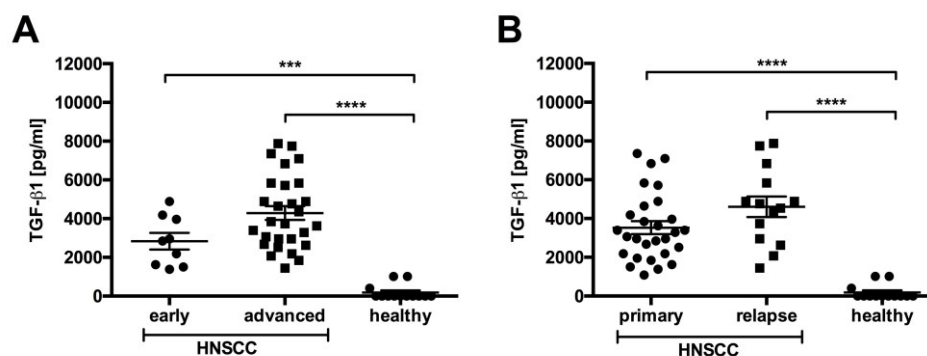 A
TGF-β1 [pg/ml]
12000
10000
8000
6000
4000
2000
0
***
****
early advanced healthy
HNSCC
B
TGF-β1 [pg/ml]
12000
10000
8000
6000
4000
2000
0
****
****
primary relapse healthy
HNSCC